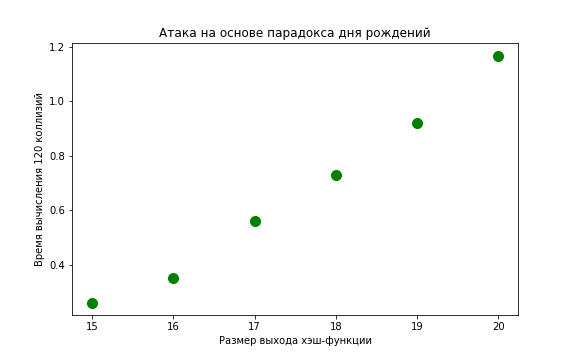 Атака на основе парадокса дня рождений
Время вычисления 120 коллизий
1.2
1.0
0.8
0.6
0.4
15 16 17 18 19 20
Размер выхода хэш-функции